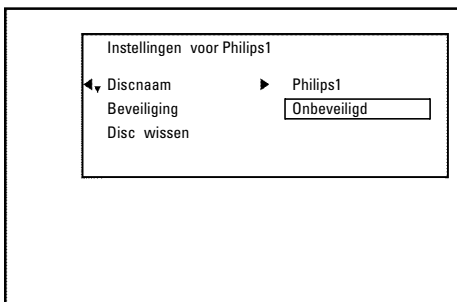 Instellingen voor Philips1
Discnaam Philips1
Beveiliging Onbeveiligd
Disc wissen